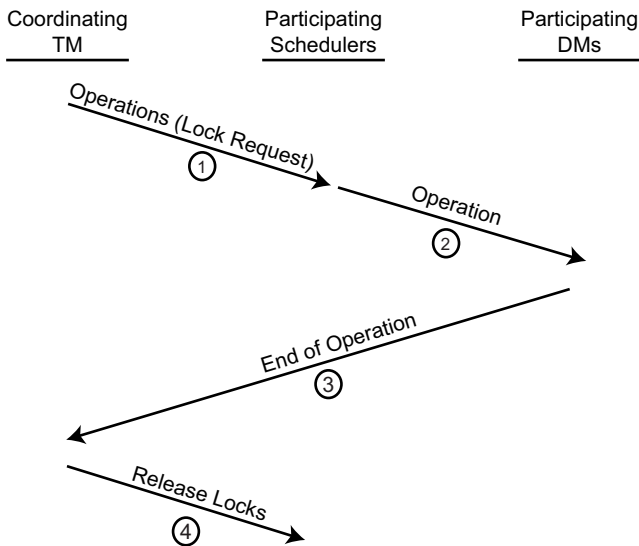 Coordinating
TM
Participating
Schedulers
Participating
DMs
Operations (Lock Request)
1
Operation
2
End of Operation
3
Release Locks
4